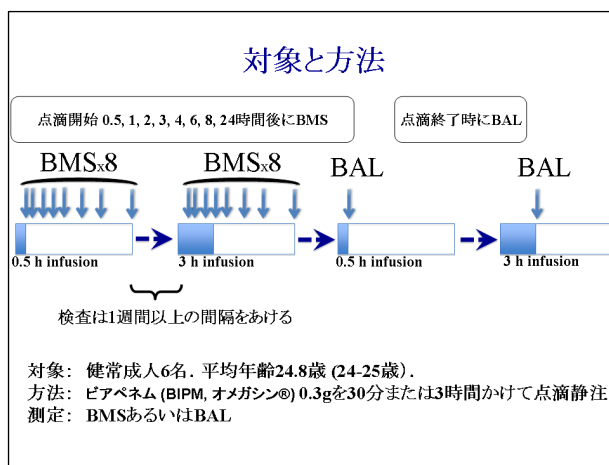 対象と方法
点滴開始 0.5, 1, 2, 3, 4, 6, 8, 24時間後にBMS
点滴終了時にBAL
BMSx8
BMSx8
BAL
BAL
0.5 h infusion
3 h infusion
0.5 h infusion
3 h infusion
検査は1週間以上の間隔をあける
対象： 健常成人6名．平均年齢24.8歳 (24-25歳）.
方法： ビアペネム (BIPM, オメガシン®) 0.3gを30分または3時間かけて点滴静注
測定： BMSあるいはBAL